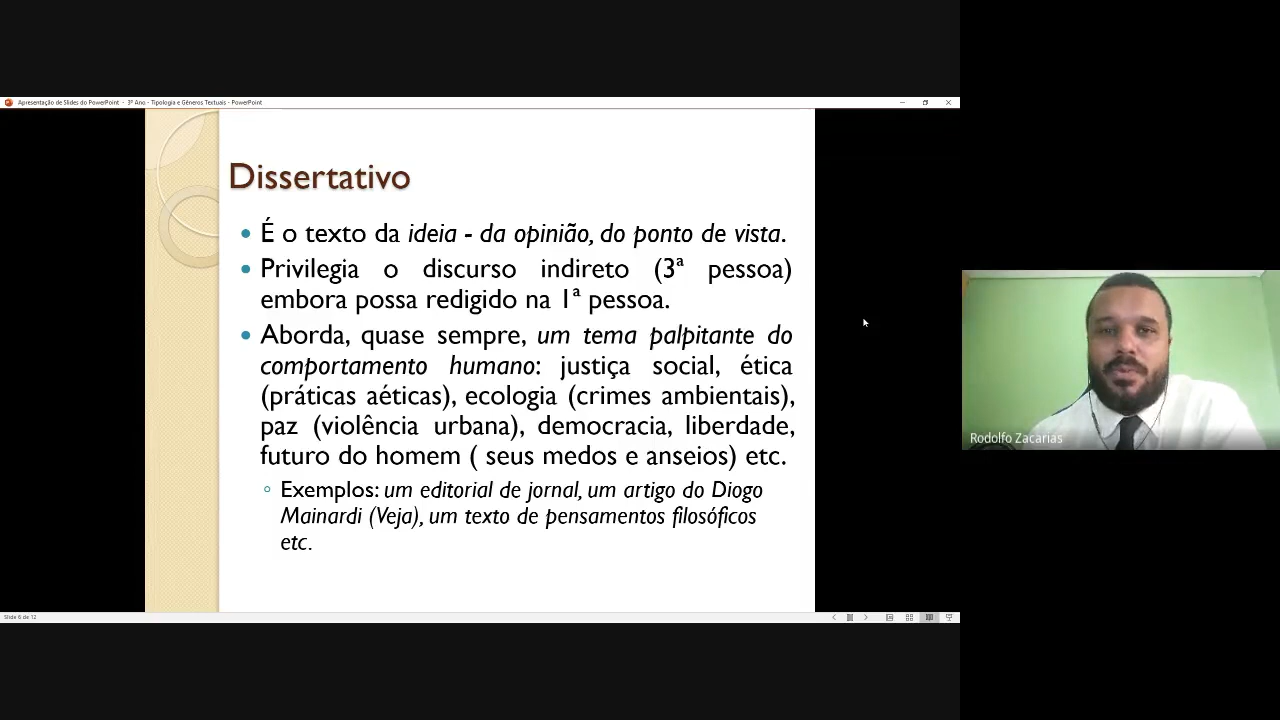 Apresentação de Slides do PowerPoint - 3º Ano - Tipologia e Gêneros Textuais - PowerPoint
Dissertativo
• É o texto da ideia - da opinião, do ponto de vista.
• Privilegia o discurso indireto (3ª pessoa)
embora possa redigido na 1ª pessoa.
• Aborda, quase sempre, um tema palpitante do
comportamento humano: justiça social, ética
(práticas aéticas), ecologia (crimes ambientais),
paz (violência urbana), democracia, liberdade,
futuro do homem ( seus medos e anseios) etc.
◦ Exemplos: um editorial de jornal, um artigo do Diogo
Mainardi (Veja), um texto de pensamentos filosóficos
etc.
Rodolfo Zacarias
Slide 6 de 12